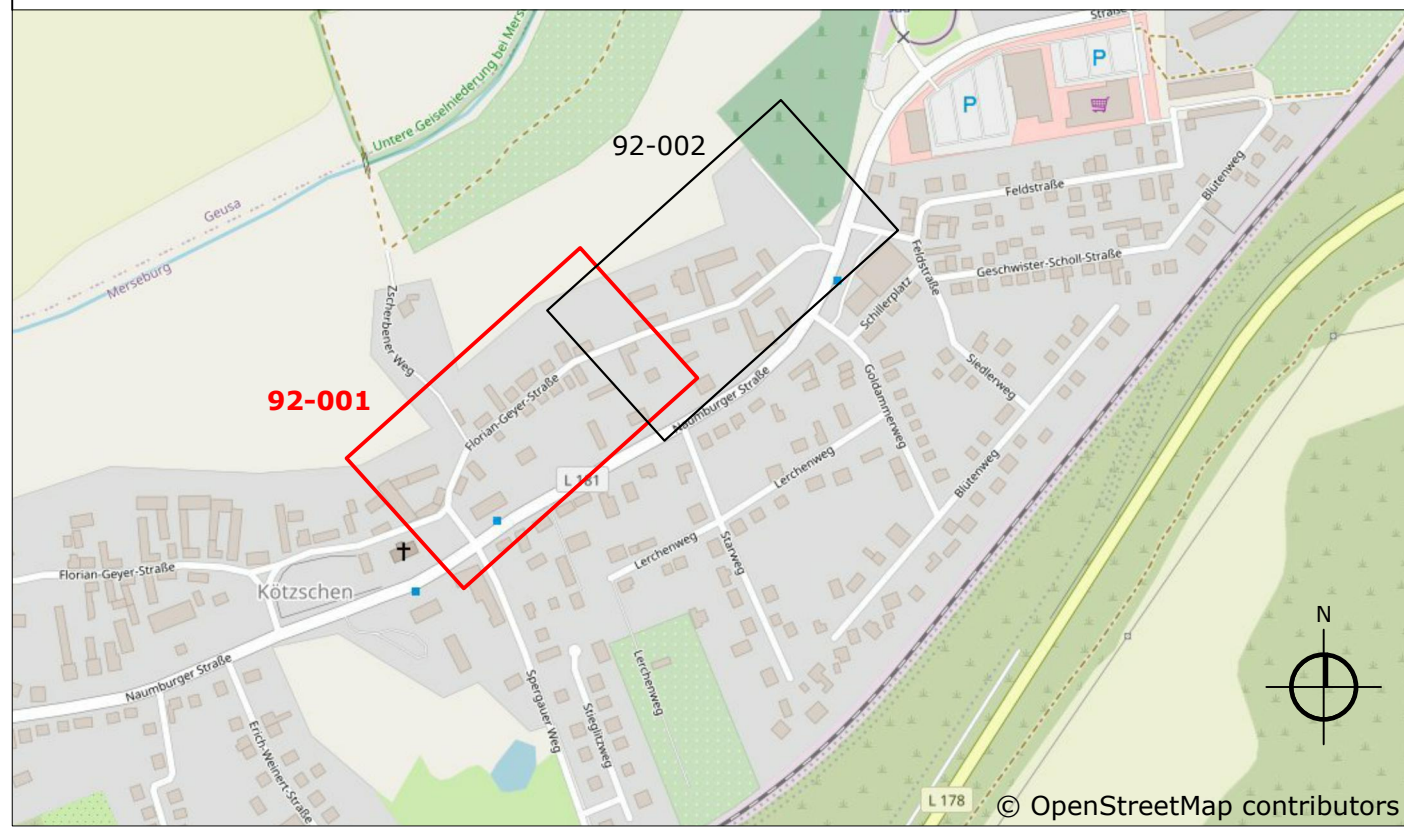 Straße
P
P
Untere Geiselniederung bei Mers
92-002
Geusa
Merseburg
Feldstraße
Blütenweg
Feldstraße
Geschwister-Scholl-Straße
Schillerplatz
Zscherbener Weg
Siedlerweg
Goldammerweg
92-001
Florian-Geyer-Straße
Naumburger Straße
L 181
Lerchenweg
Blütenweg
Lerchenweg
Starweg
Florian-Geyer-Straße
Kötzschen
N
Lerchenweg
Naumburger Straße
Spergauer Weg
Stieglitzweg
Erich-Weinert-Straße
L 178
© OpenStreetMap contributors